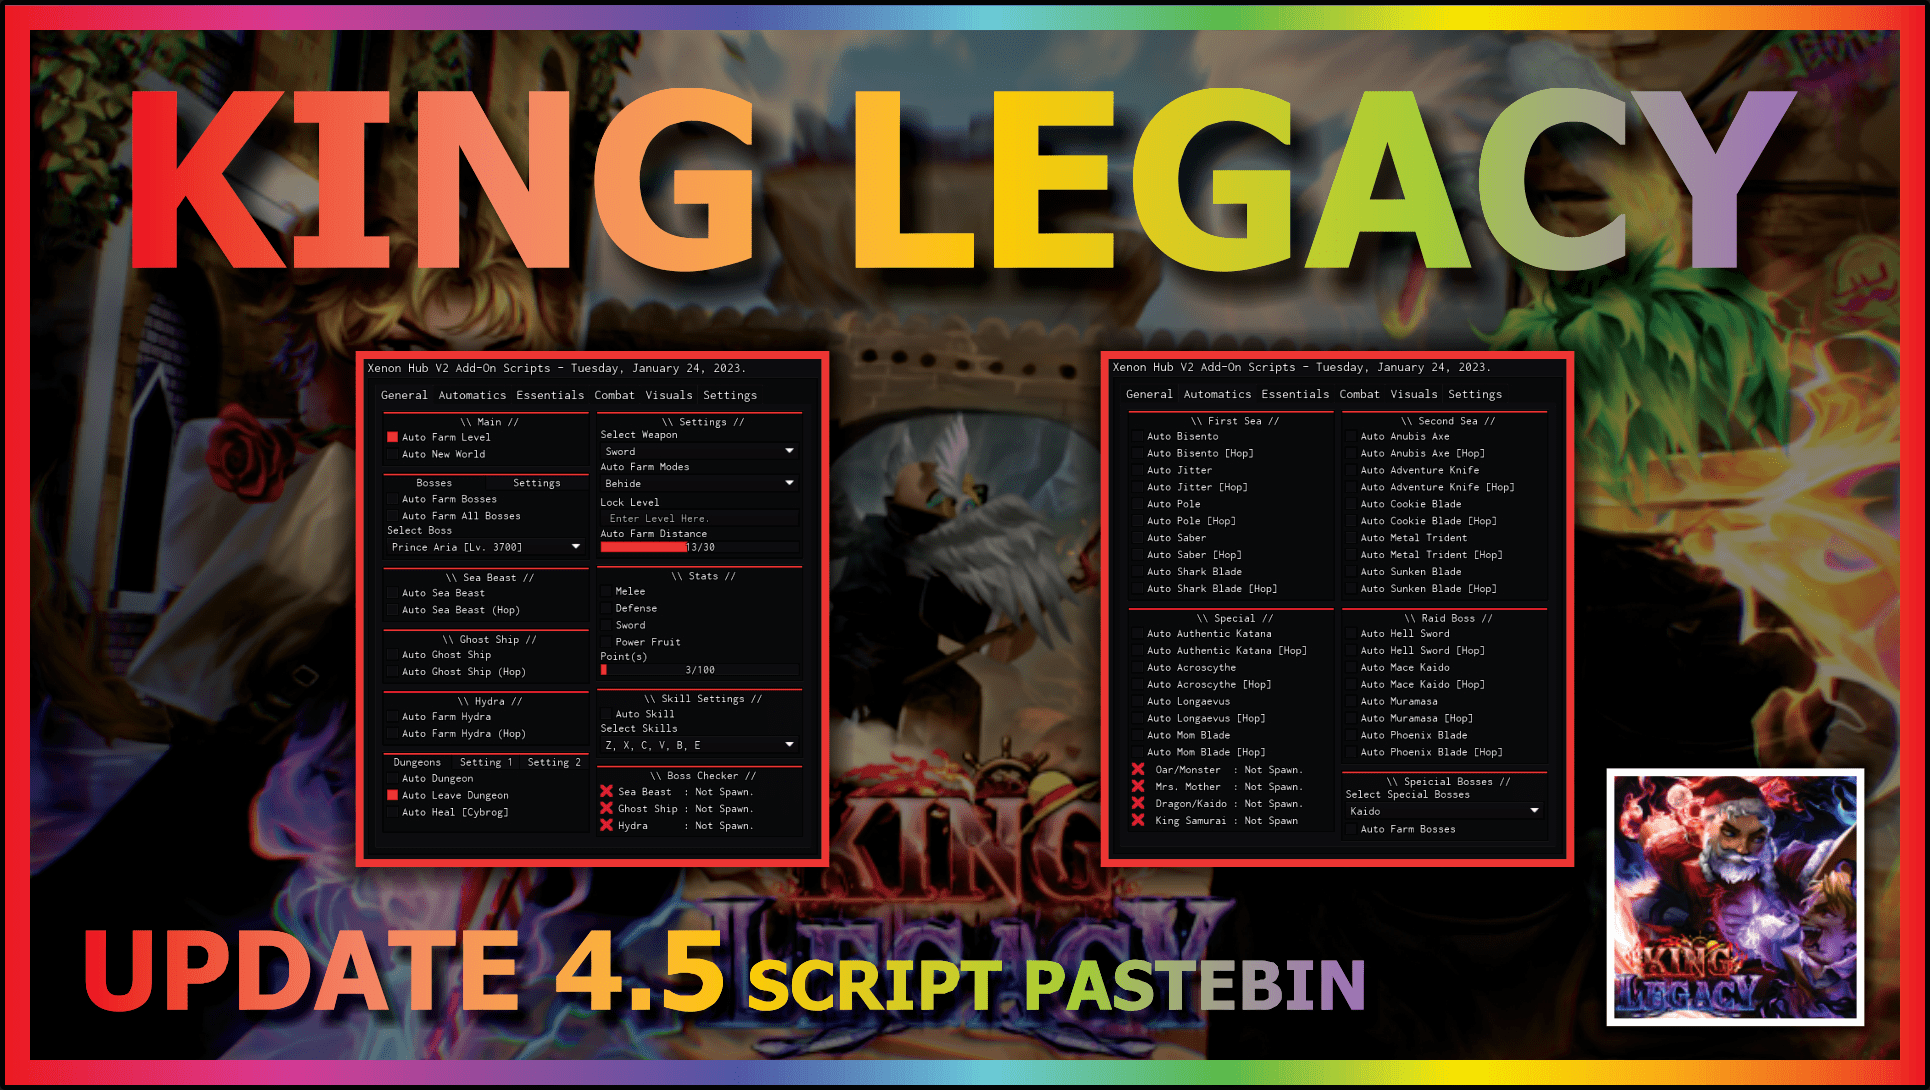 KING LEGACY
Xenon Hub V2 Add-On Scripts - Tuesday, January 24, 2023.
General Automatics Essentials Combat Visuals Settings
\\ Main //
Auto Farm Level
Auto New World
Bosses Settings
Auto Farm Bosses
Auto Farm All Bosses
Select Boss
Prince Aria [Lv. 3700]
\\ Sea Beast //
Auto Sea Beast
Auto Sea Beast (Hop)
\\ Ghost Ship //
Auto Ghost Ship
Auto Ghost Ship (Hop)
\\ Hydra //
Auto Farm Hydra
Auto Farm Hydra (Hop)
Dungeons Setting 1 Setting 2
Auto Dungeon
Auto Leave Dungeon
Auto Heal [Cybrog]
\\ Settings //
Select Weapon
Sword
Auto Farm Modes
Behide
Lock Level
Enter Level Here.
Auto Farm Distance
13/30
\\ Stats //
Melee
Defense
Sword
Power Fruit
Point(s)
3/100
\\ Skill Settings //
Auto Skill
Select Skills
Z, X, C, V, B, E
\\ Boss Checker //
Sea Beast : Not Spawn.
Ghost Ship : Not Spawn.
Hydra : Not Spawn.
Xenon Hub V2 Add-On Scripts - Tuesday, January 24, 2023.
General Automatics Essentials Combat Visuals Settings
\\ First Sea //
Auto Bisento
Auto Bisento [Hop]
Auto Jitter
Auto Jitter [Hop]
Auto Pole
Auto Pole [Hop]
Auto Saber
Auto Saber [Hop]
Auto Shark Blade
Auto Shark Blade [Hop]
\\ Special //
Auto Authentic Katana
Auto Authentic Katana [Hop]
Auto Acroscythe
Auto Acroscythe [Hop]
Auto Longaevus
Auto Longaevus [Hop]
Auto Mom Blade
Auto Mom Blade [Hop]
Oar/Monster : Not Spawn.
Mrs. Mother : Not Spawn.
Dragon/Kaido : Not Spawn.
King Samurai : Not Spawn
\\ Second Sea //
Auto Anubis Axe
Auto Anubis Axe [Hop]
Auto Adventure Knife
Auto Adventure Knife [Hop]
Auto Cookie Blade
Auto Cookie Blade [Hop]
Auto Metal Trident
Auto Metal Trident [Hop]
Auto Sunken Blade
Auto Sunken Blade [Hop]
\\ Raid Boss //
Auto Hell Sword
Auto Hell Sword [Hop]
Auto Mace Kaido
Auto Mace Kaido [Hop]
Auto Muramasa
Auto Muramasa [Hop]
Auto Phoenix Blade
Auto Phoenix Blade [Hop]
\\ Speicial Bosses //
Select Special Bosses
Kaido
Auto Farm Bosses
KING
LEGACY
UPDATE 4.5 SCRIPT PASTEBIN
KING
LEGACY